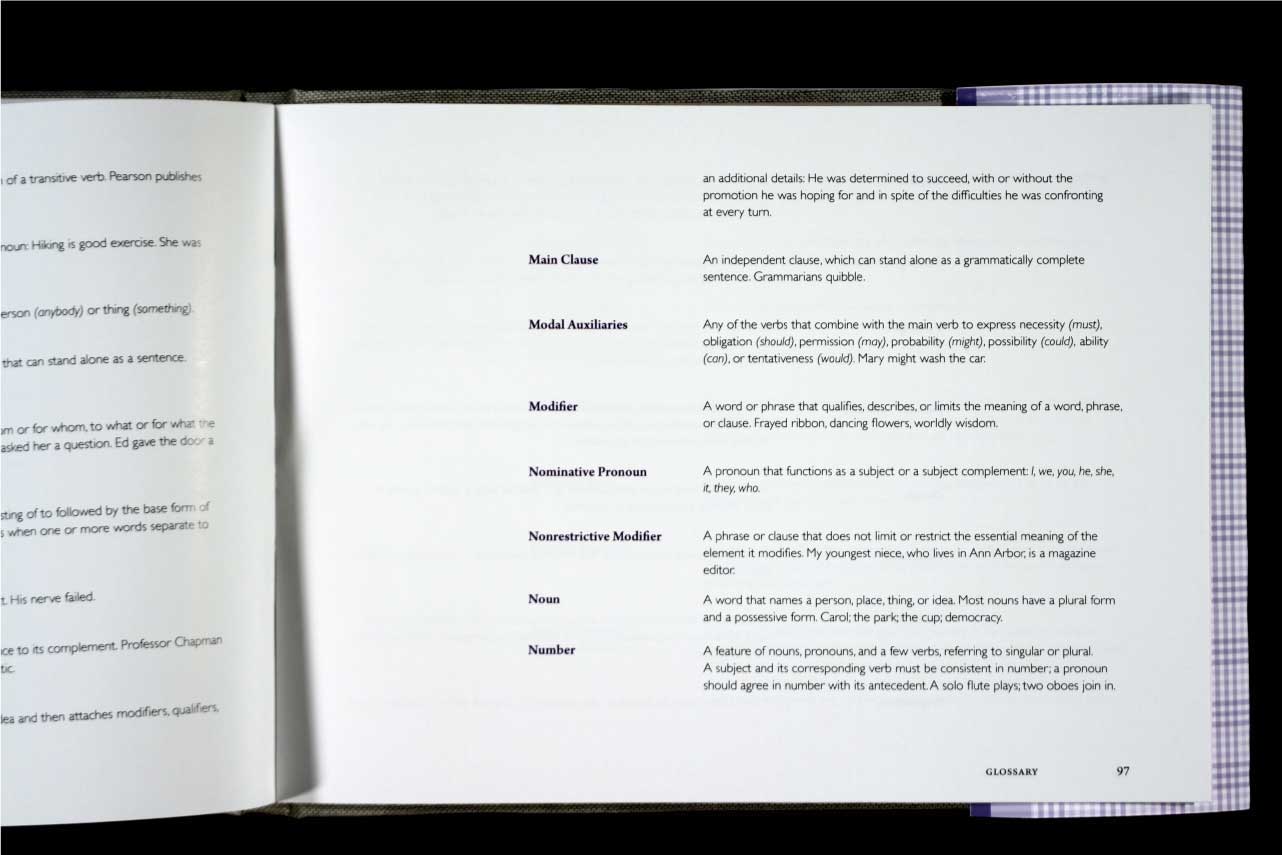 of a transitive verb. Pearson publishes
noun: Hiking is good exercise. She was
(anybody) or thing (something).
that can stand alone as a sentence.
or for whom, to what or for what the
asked her a question. Ed gave the door a
of to followed by the base form of
when one or more words separate to
His nerve failed.
to its complement. Professor Chapman
and then attaches modifiers, qualifiers,
an additional details: He was determined to succeed, with or without the
promotion he was hoping for and in spite of the difficulties he was confronting
at every turn.
Main Clause An independent clause, which can stand alone as a grammatically complete
sentence. Grammarians quibble.
Modal Auxiliaries Any of the verbs that combine with the main verb to express necessity (must),
obligation (should), permission (may), probability (might), possibility (could), ability
(can), or tentativeness (would). Mary might wash the car.
Modifier A word or phrase that qualifies, describes, or limits the meaning of a word, phrase,
or clause. Frayed ribbon, dancing flowers, worldly wisdom.
Nominative Pronoun A pronoun that functions as a subject or a subject complement: I, we, you, he, she,
it, they, who.
Nonrestrictive Modifier A phrase or clause that does not limit or restrict the essential meaning of the
element it modifies. My youngest niece, who lives in Ann Arbor, is a magazine
editor.
Noun A word that names a person, place, thing, or idea. Most nouns have a plural form
and a possessive form. Carol; the park; the cup; democracy.
Number A feature of nouns, pronouns, and a few verbs, referring to singular or plural.
A subject and its corresponding verb must be consistent in number; a pronoun
should agree in number with its antecedent. A solo flute plays; two oboes join in.
GLOSSARY 97